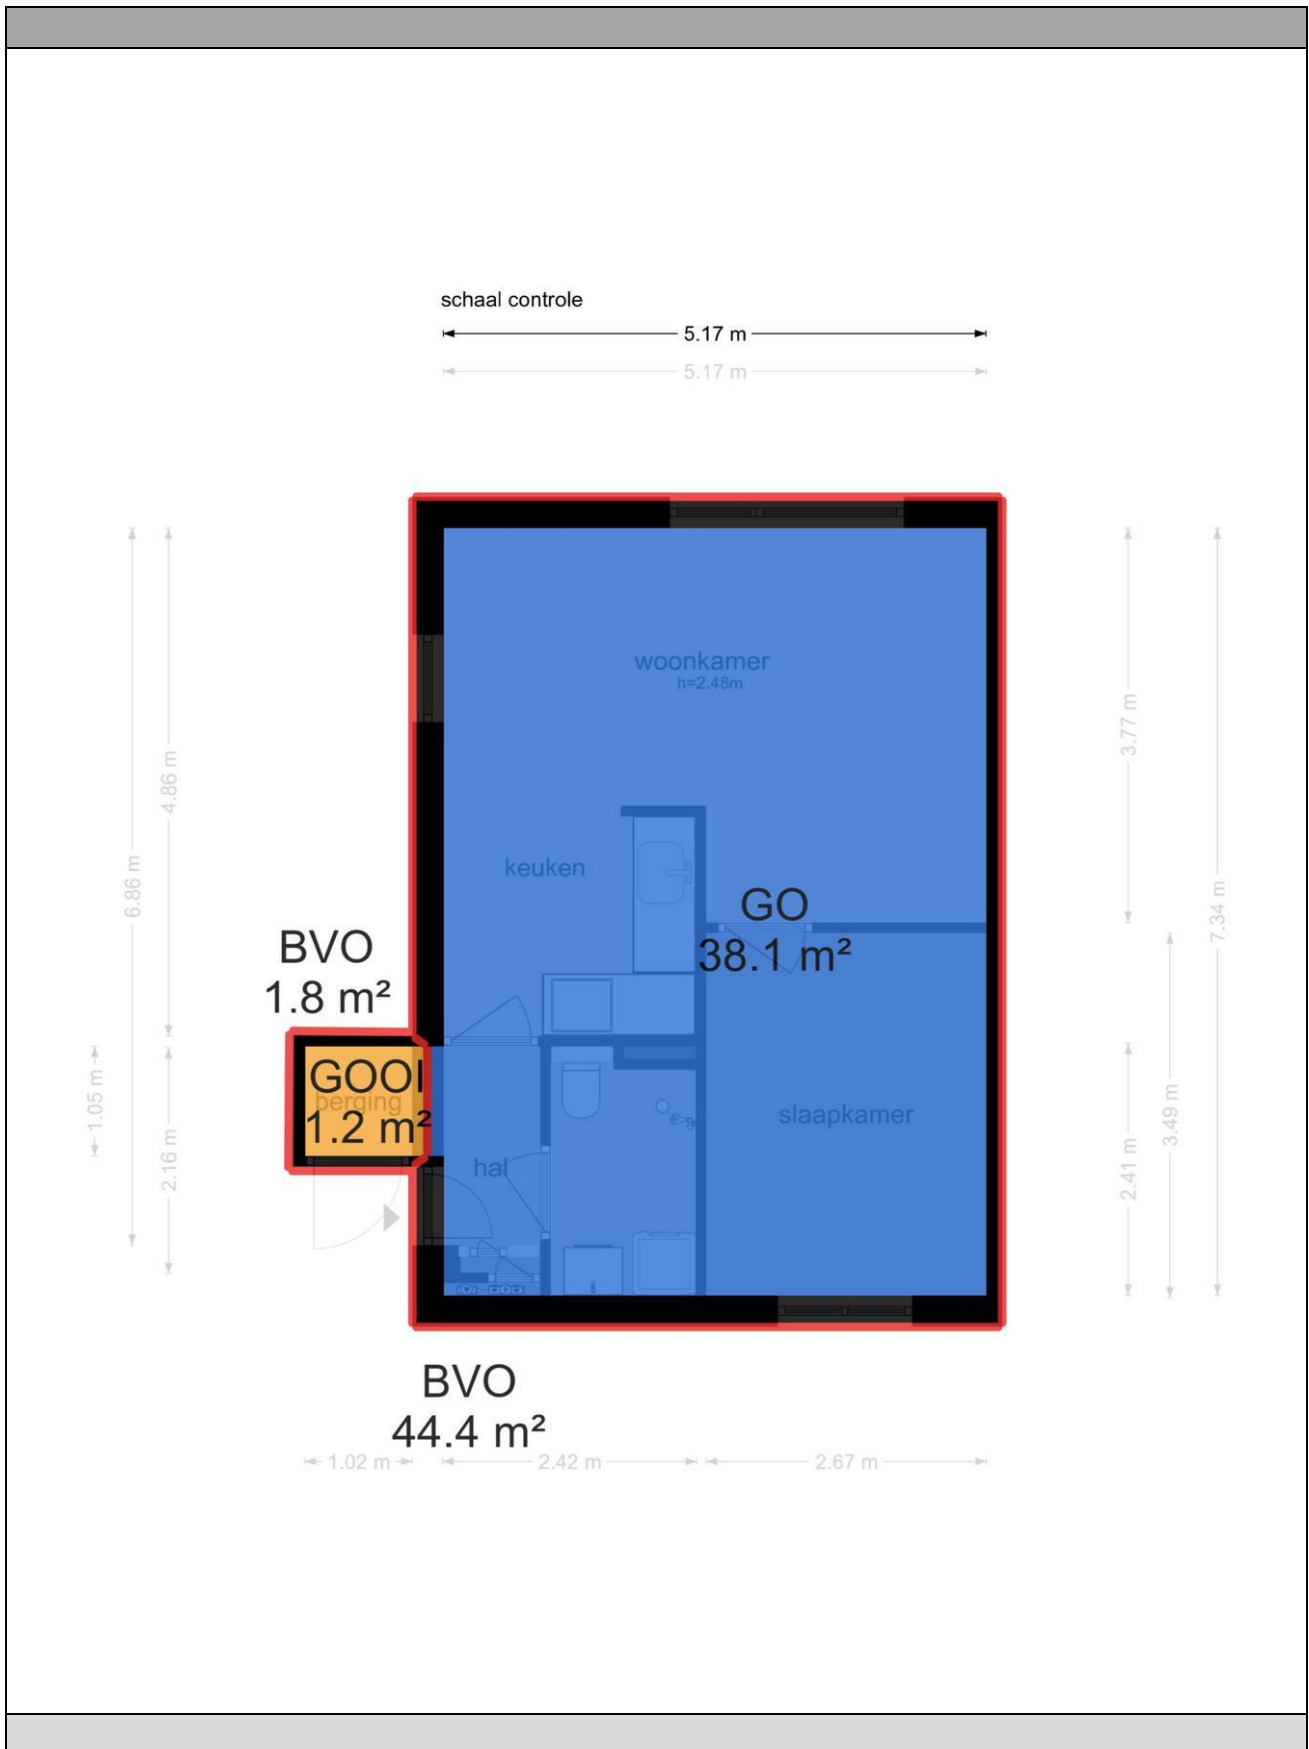 schaal controle
5.17 m
5.17 m
woonkamer
h=2.48m
3.77 m
4.86 m
keuken
6.86 m
GO
38.1 m²
7.34 m
BVO
1.8 m²
GOOI
berging
1.2 m²
1.05 m
slaapkamer
3.49 m
2.16 m
hal
2.41 m
BVO
44.4 m²
1.02 m
2.42 m
2.67 m